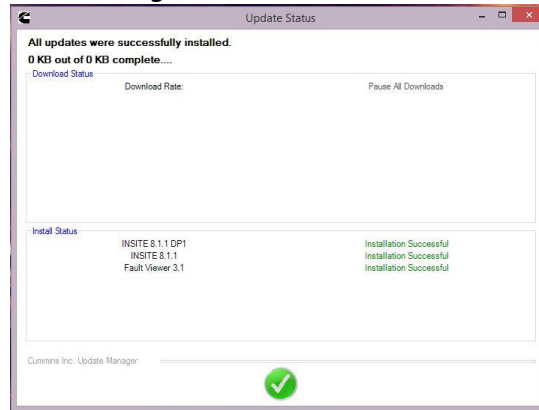 Update Status
All updates were successfully installed.
0 KB out of 0 KB complete....
Download Status
Download Rate: Pause All Downloads
Install Status
INSITE 8.1.1 DP1 Installation Successful
INSITE 8.1.1 Installation Successful
Fault Viewer 3.1 Installation Successful
Cummins Inc. Update Manager